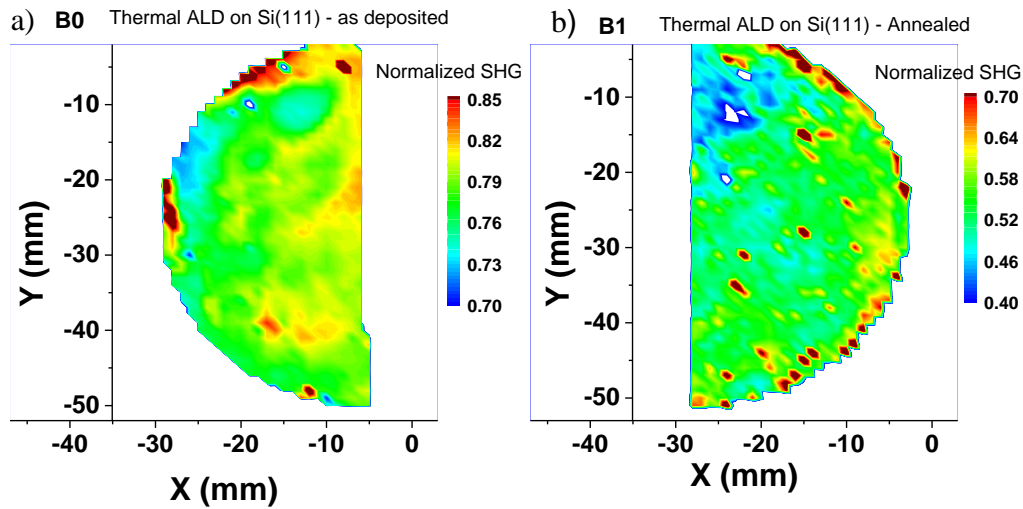 a) B0 Thermal ALD on Si(111) - as deposited
Normalized SHG
0.85
0.82
0.79
0.76
0.73
0.70
-10
-20
-30
-40
-50
Y (mm)
-40 -30 -20 -10 0
X (mm)
b) B1 Thermal ALD on Si(111) - Annealed
Normalized SHG
0.70
0.64
0.58
0.52
0.46
0.40
-10
-20
-30
-40
-50
Y (mm)
-40 -30 -20 -10 0
X (mm)